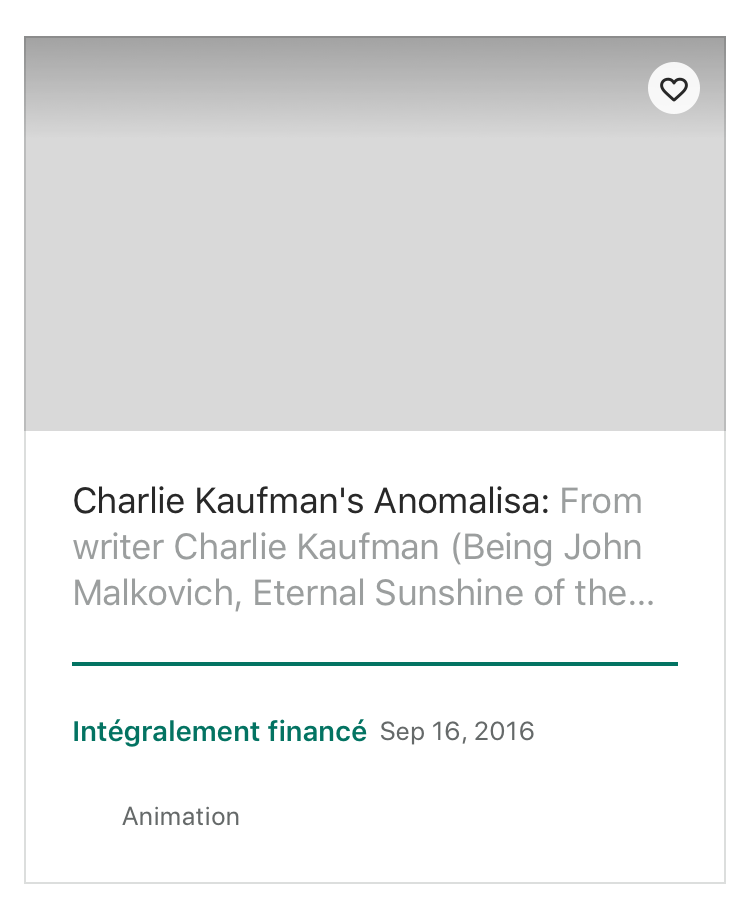 Charlie Kaufman's Anomalisa: From
writer Charlie Kaufman (Being John
Malkovich, Eternal Sunshine of the...
Intégralement financé Sep 16, 2016
Animation